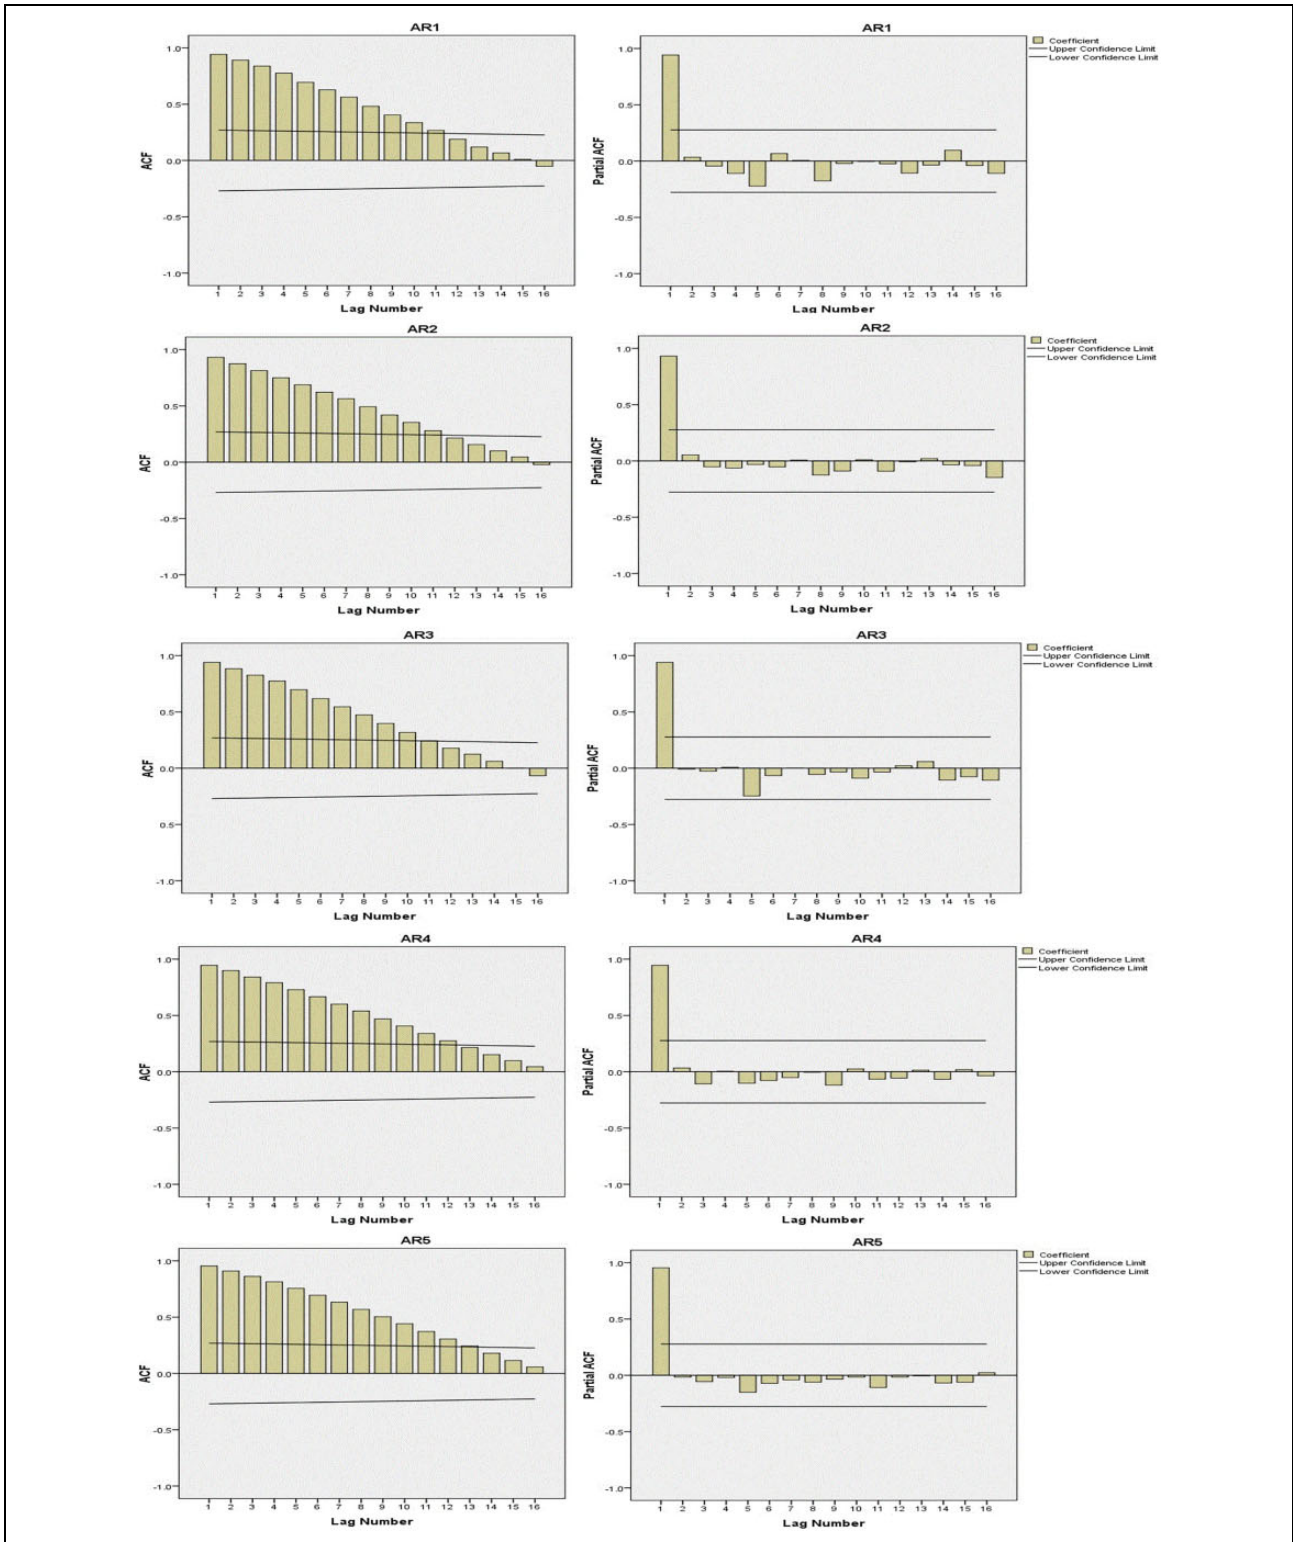 AR1
1.0
0.5
0.0
-0.5
-1.0
ACF
1 2 3 4 5 6 7 8 9 10 11 12 13 14 15 16
Lag Number
AR1
1.0
0.5
0.0
-0.5
-1.0
Partial ACF
1 2 3 4 5 6 7 8 9 10 11 12 13 14 15 16
Lag Number
Coefficient
Upper Confidence Limit
Lower Confidence Limit
AR2
1.0
0.5
0.0
-0.5
-1.0
ACF
1 2 3 4 5 6 7 8 9 10 11 12 13 14 15 16
Lag Number
AR2
1.0
0.5
0.0
-0.5
-1.0
Partial ACF
1 2 3 4 5 6 7 8 9 10 11 12 13 14 15 16
Lag Number
Coefficient
Upper Confidence Limit
Lower Confidence Limit
AR3
1.0
0.5
0.0
0.5
-1.0
ACF
1 2 3 4 5 6 7 8 9 10 11 12 13 14 15 16
Lag Number
AR3
1.0
0.5
0.0
-0.5
-1.0
Partial ACF
1 2 3 4 5 6 7 8 9 10 11 12 13 14 15 16
Lag Number
Coefficient
Upper Confidence Limit
Lower Confidence Limit
AR4
1.0
0.5
0.0
-0.5
-1.0
ACF
1 2 3 4 5 6 7 8 9 10 11 12 13 14 15 16
Lag Number
AR4
1.0
0.5
0.0
-0.5
-1.0
Partial ACF
1 2 3 4 5 6 7 8 9 10 11 12 13 14 15 16
Lag Number
Coefficient
Upper Confidence Limit
Lower Confidence Limit
AR5
1.0
0.5
0.0
-0.5
-1.0
ACF
1 2 3 4 5 6 7 8 9 10 11 12 13 14 15 16
Lag Number
AR5
1.0
0.5
0.0
-0.5
-1.0
Partial ACF
1 2 3 4 5 6 7 8 9 10 11 12 13 14 15 16
Lag Number
Coefficient
Upper Confidence Limit
Lower Confidence Limit